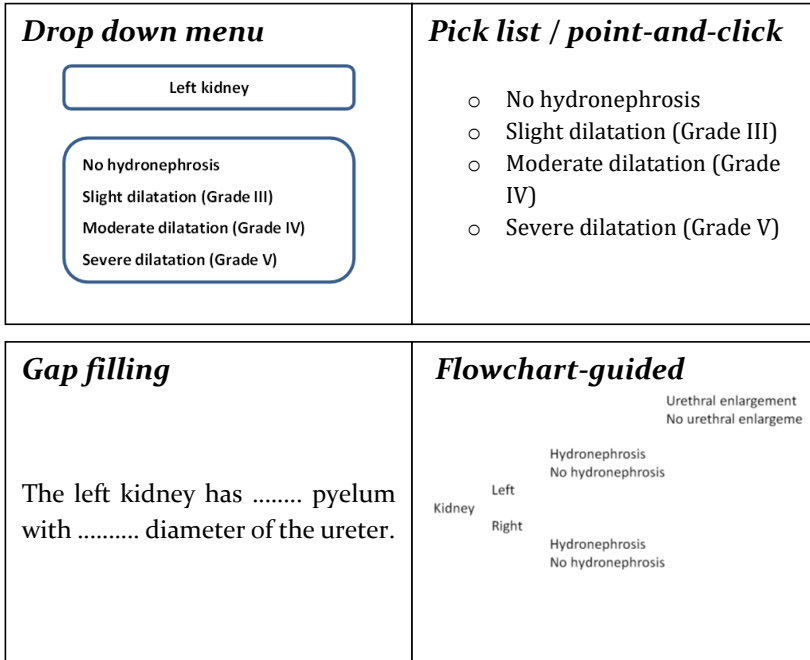 Drop down menu
Left kidney
No hydronephrosis
Slight dilatation (Grade III)
Moderate dilatation (Grade IV)
Severe dilatation (Grade V)
Pick list / point-and-click
o No hydronephrosis
o Slight dilatation (Grade III)
o Moderate dilatation (Grade
IV)
o Severe dilatation (Grade V)
Gap filling
The left kidney has ........ pyelum
with .......... diameter of the ureter.
Flowchart-guided
Urethral enlargement
No urethral enlargeme
Hydronephrosis
No hydronephrosis
Left
Kidney
Right
Hydronephrosis
No hydronephrosis